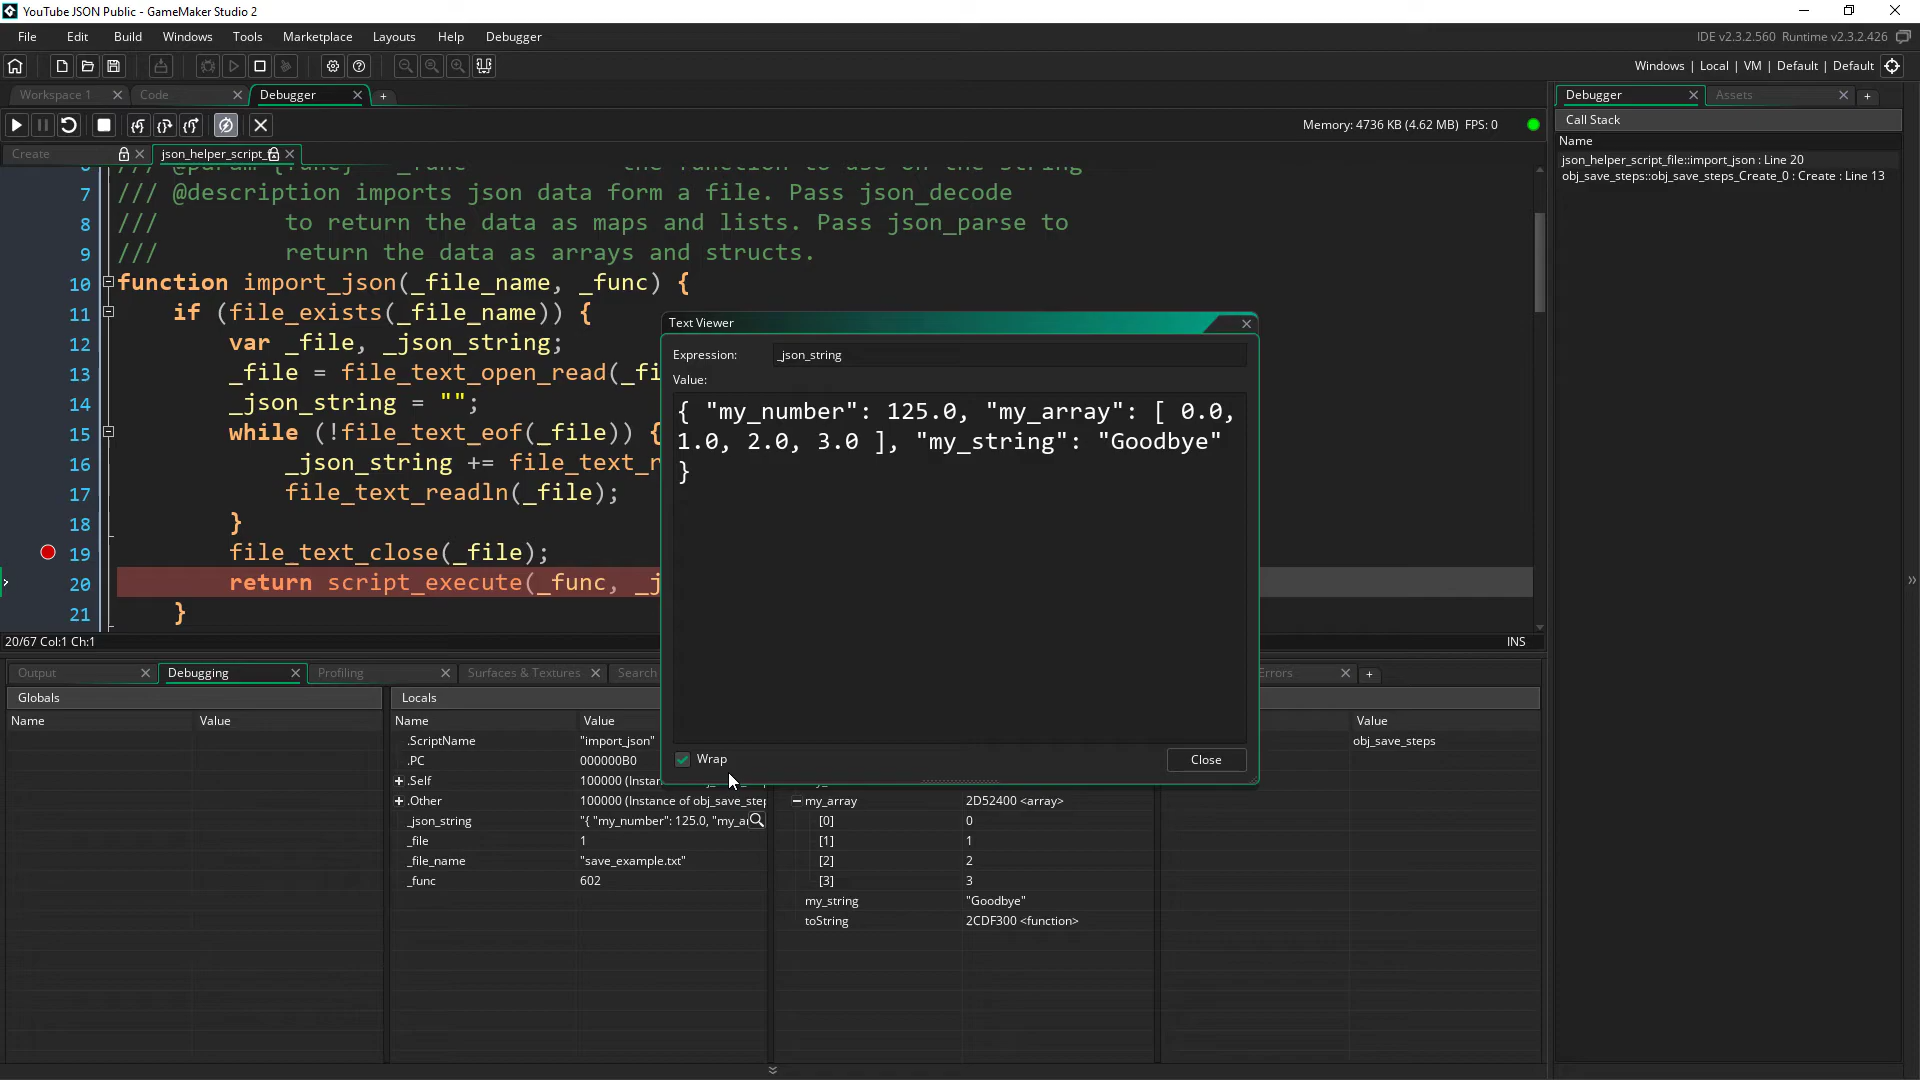 YouTube JSON Public - GameMaker Studio 2
File Edit Build Windows Tools Marketplace Layouts Help Debugger
IDE v2.3.2.560 Runtime v2.3.2.426
Windows | Local | VM | Default | Default
Workspace 1 Code Debugger
Debugger Assets
Memory: 4736 KB (4.62 MB) FPS: 0
Call Stack
Name
json_helper_script_file::import_json : Line 20
obj_save_steps::obj_save_steps_Create_0 : Create : Line 13
Create json_helper_script_
7 /// @description imports json data form a file. Pass json_decode
8 /// to return the data as maps and lists. Pass json_parse to
9 /// return the data as arrays and structs.
10 function import_json(_file_name, _func) {
11 if (file_exists(_file_name)) {
12 var _file, _json_string;
13 _file = file_text_open_read(_fi
14 _json_string = "";
15 while (!file_text_eof(_file)) {
16 _json_string += file_text_r
17 file_text_readln(_file);
18 }
19 file_text_close(_file);
20 return script_execute(_func, _j
21 }
Text Viewer
Expression: _json_string
Value:
{ "my_number": 125.0, "my_array": [ 0.0,
1.0, 2.0, 3.0 ], "my_string": "Goodbye"
}
Wrap Close
20/67 Col:1 Ch:1 INS
Output Debugging Profiling Surfaces & Textures Search Errors
Globals
Name Value
Locals
Name Value
.ScriptName "import_json"
.PC 000000B0
.Self 100000 (Instan
.Other 100000 (Instance of obj_save_step
_json_string "{ "my_number": 125.0, "my_ar
_file 1
_file_name "save_example.txt"
_func 602
my_array 2D52400 <array>
[0] 0
[1] 1
[2] 2
[3] 3
my_string "Goodbye"
toString 2CDF300 <function>
Value
obj_save_steps